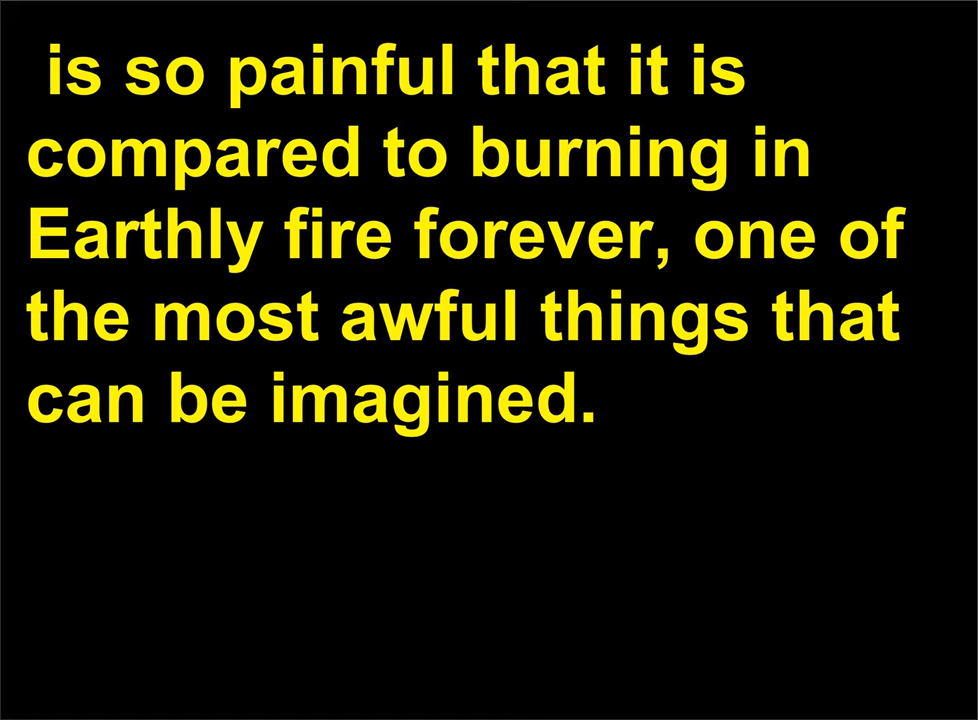 is so painful that it is
compared to burning in
Earthly fire forever, one of
the most awful things that
can be imagined.